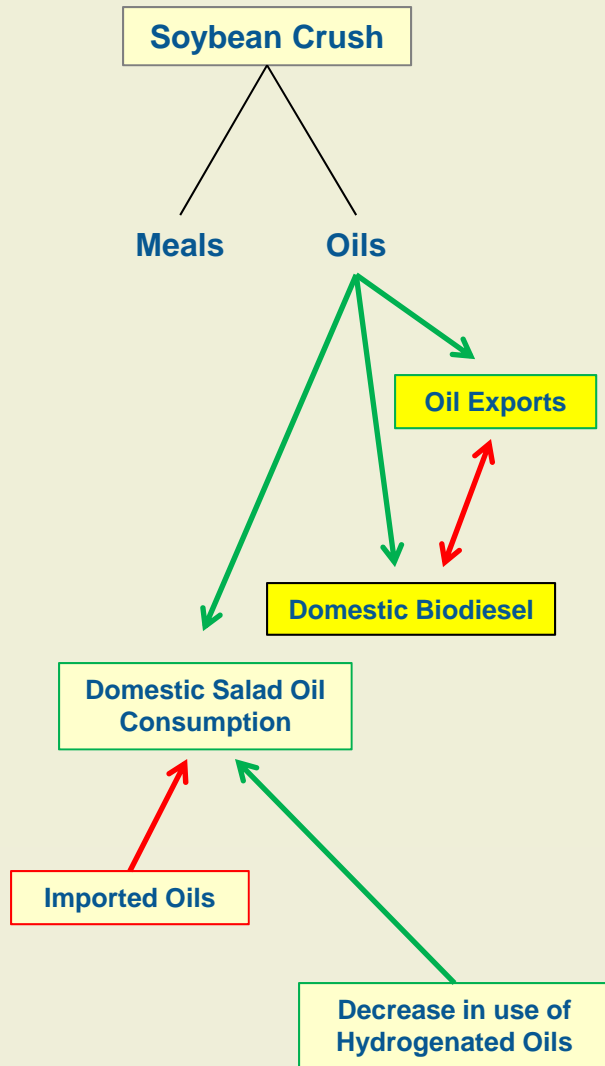 Soybean Crush
Meals
Oils
Oil Exports
Domestic Biodiesel
Domestic Salad Oil
Consumption
Imported Oils
Decrease in use of
Hydrogenated Oils